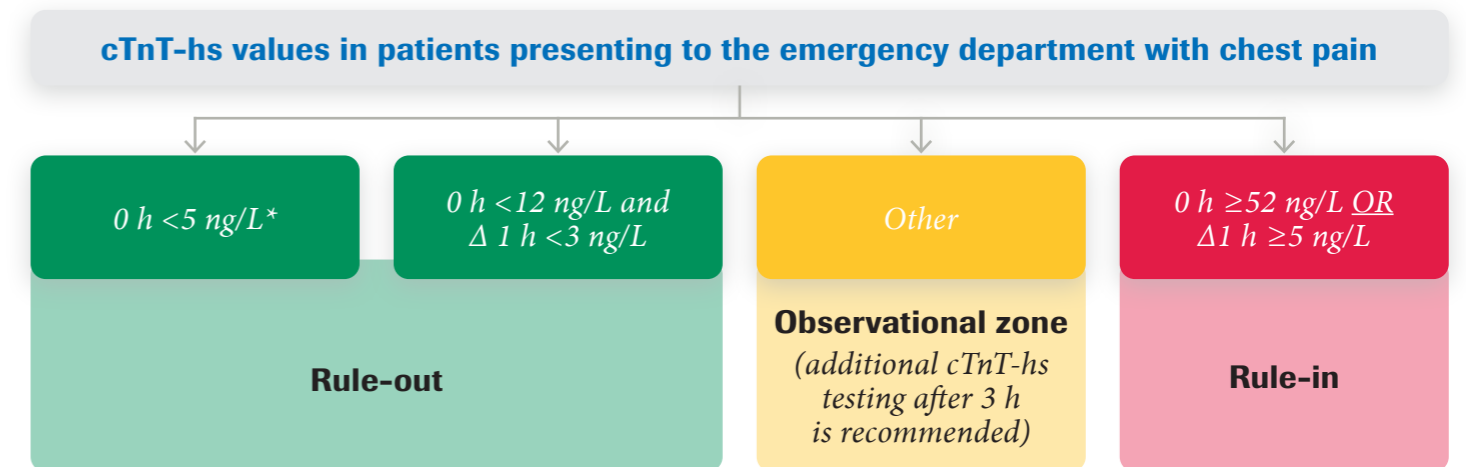 cTnT-hs values in patients presenting to the emergency department with chest pain
0 h <5 ng/L*
0 h <12 ng/L and
Δ 1 h <3 ng/L
Other
0 h ≥52 ng/L OR
Δ1 h ≥5 ng/L
Rule-out
Observational zone
(additional cTnT-hs
testing after 3 h
is recommended)
Rule-in